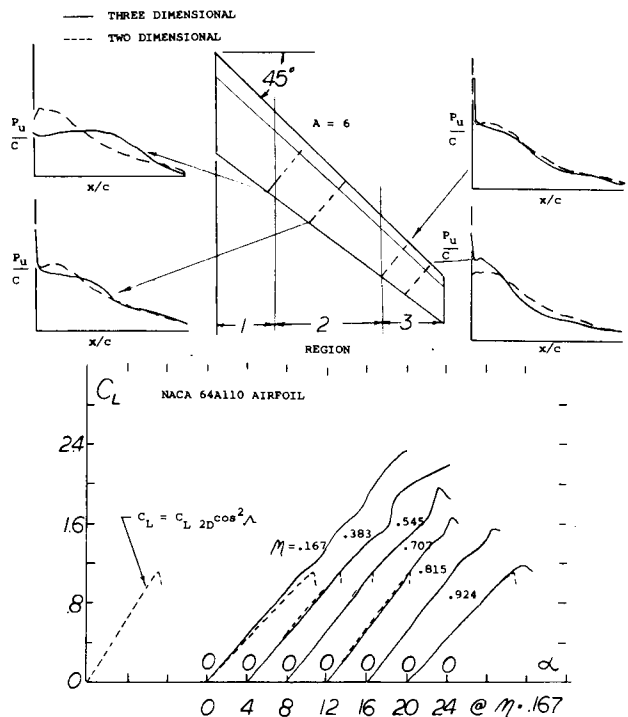 THREE DIMENSIONAL
TWO DIMENSIONAL
45°
A = 6
Pu/C
x/c
Pu/C
x/c
Pu/C
x/c
Pu/C
x/c
1 2 3
REGION
CL
NACA 64A110 AIRFOIL
2.4
1.6
.8
0
CL = CL 2D cos²Λ
η = .167
.383
.545
.707
.815
.924
0 0 0 0 0 0 0 α
0 4 8 12 16 20 24 @ η = .167